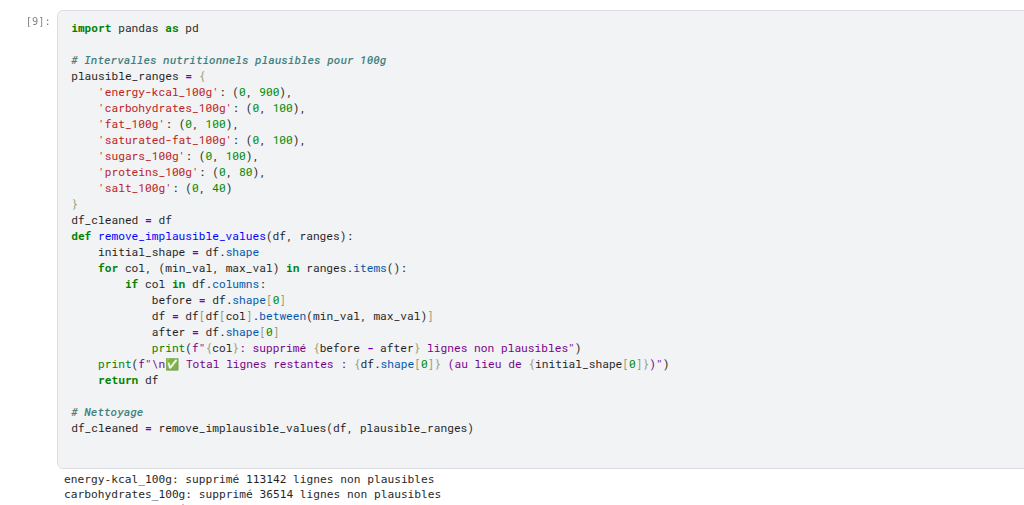 [9]:
import pandas as pd
# Intervalles nutritionnels plausibles pour 100g
plausible_ranges = {
    'energy-kcal_100g': (0, 900),
    'carbohydrates_100g': (0, 100),
    'fat_100g': (0, 100),
    'saturated-fat_100g': (0, 100),
    'sugars_100g': (0, 100),
    'proteins_100g': (0, 80),
    'salt_100g': (0, 40)
}
df_cleaned = df
def remove_implausible_values(df, ranges):
    initial_shape = df.shape
    for col, (min_val, max_val) in ranges.items():
        if col in df.columns:
            before = df.shape[0]
            df = df[df[col].between(min_val, max_val)]
            after = df.shape[0]
            print(f"{col}: supprimé {before - after} lignes non plausibles")
    print(f"\n✅ Total lignes restantes : {df.shape[0]} (au lieu de {initial_shape[0]})")
    return df
# Nettoyage
df_cleaned = remove_implausible_values(df, plausible_ranges)
energy-kcal_100g: supprimé 113142 lignes non plausibles
carbohydrates_100g: supprimé 36514 lignes non plausibles